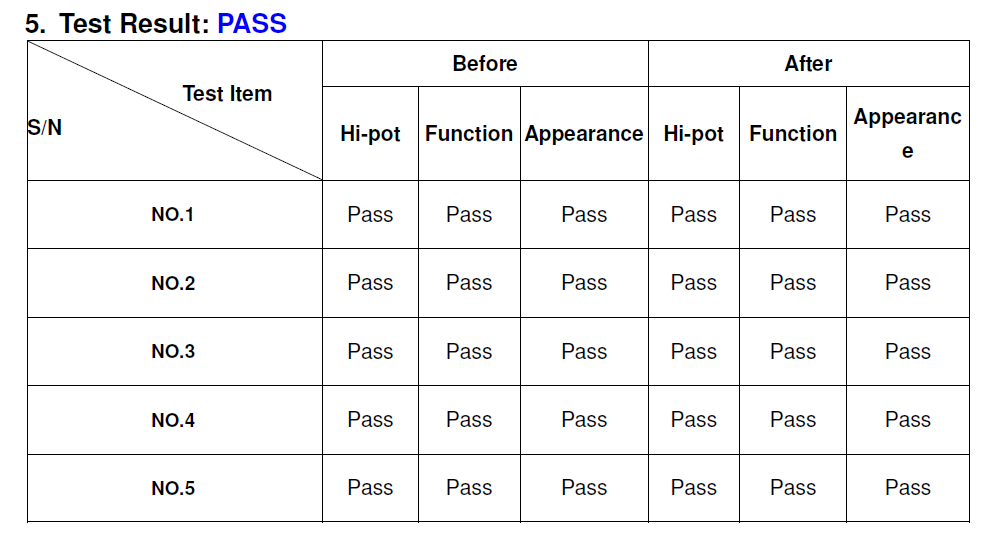 5. Test Result: PASS
Test Item
S/N
Before
After
Hi-pot Function Appearance Hi-pot Function Appearanc
e
NO.1 Pass Pass Pass Pass Pass Pass
NO.2 Pass Pass Pass Pass Pass Pass
NO.3 Pass Pass Pass Pass Pass Pass
NO.4 Pass Pass Pass Pass Pass Pass
NO.5 Pass Pass Pass Pass Pass Pass